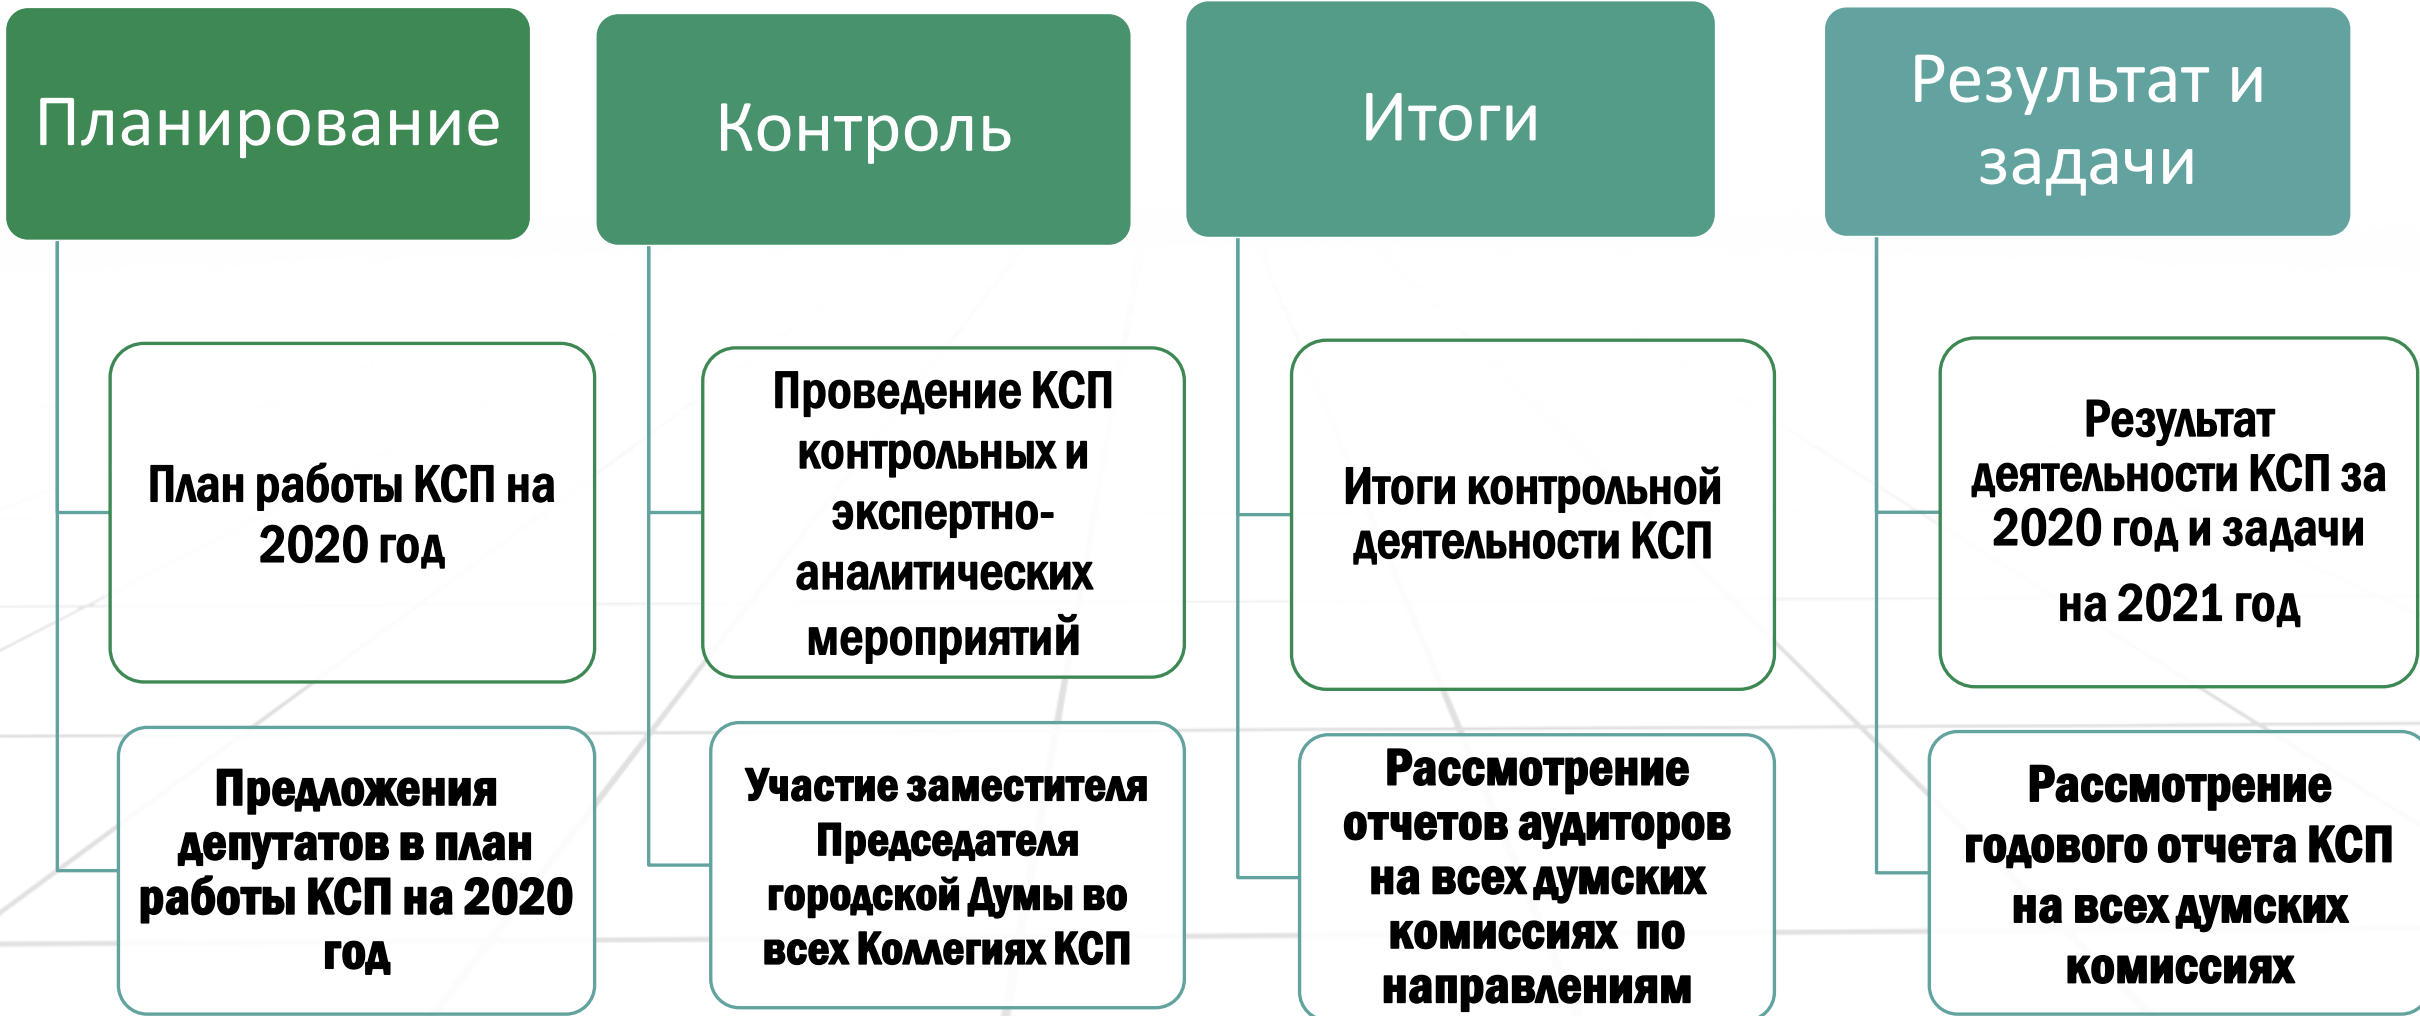 Планирование
План работы КСП на
2020 год
Предложения
депутатов в план
работы КСП на 2020
год
Контроль
Проведение КСП
контрольных и
экспертно-
аналитических
мероприятий
Участие заместителя
Председателя
городской Думы во
всех Коллегиях КСП
Итоги
Итоги контрольной
деятельности КСП
Рассмотрение
отчетов аудиторов
на всех думских
комиссиях по
направлениям
Результат и
задачи
Результат
деятельности КСП за
2020 год и задачи
на 2021 год
Рассмотрение
годового отчета КСП
на всех думских
комиссиях